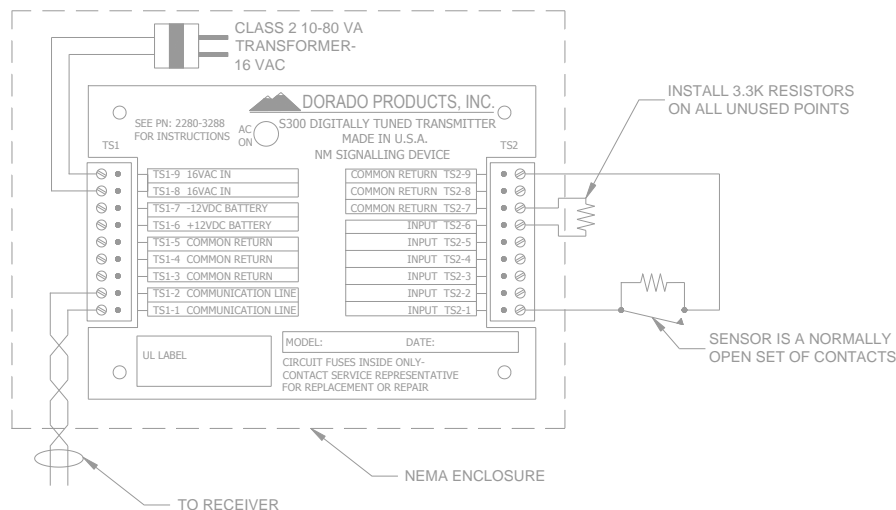 CLASS 2 10-80 VA
TRANSFORMER-
16 VAC
INSTALL 3.3K RESISTORS
ON ALL UNUSED POINTS
DORADO PRODUCTS, INC.
SEE PN: 2280-3288
FOR INSTRUCTIONS
AC
ON
S300 DIGITALLY TUNED TRANSMITTER
MADE IN U.S.A.
NM SIGNALLING DEVICE
TS1
TS2
TS1-9 16VAC IN
TS1-8 16VAC IN
TS1-7 -12VDC BATTERY
TS1-6 +12VDC BATTERY
TS1-5 COMMON RETURN
TS1-4 COMMON RETURN
TS1-3 COMMON RETURN
TS1-2 COMMUNICATION LINE
TS1-1 COMMUNICATION LINE
COMMON RETURN TS2-9
COMMON RETURN TS2-8
COMMON RETURN TS2-7
INPUT TS2-6
INPUT TS2-5
INPUT TS2-4
INPUT TS2-3
INPUT TS2-2
INPUT TS2-1
SENSOR IS A NORMALLY
OPEN SET OF CONTACTS
UL LABEL
MODEL: DATE:
CIRCUIT FUSES INSIDE ONLY-
CONTACT SERVICE REPRESENTATIVE
FOR REPLACEMENT OR REPAIR
NEMA ENCLOSURE
TO RECEIVER